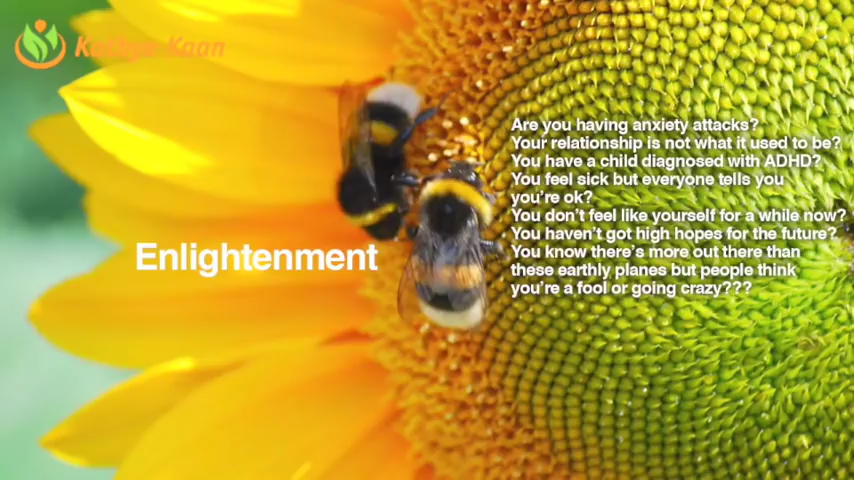 Kaan
Enlightenment
Are you having anxiety attacks?
Your relationship is not what it used to be?
You have a child diagnosed with ADHD?
You feel sick but everyone tells you
you're ok?
You don't feel like yourself for a while now?
You haven't got high hopes for the future?
You know there's more out there than
these earthly planes but people think
you're a fool or going crazy???